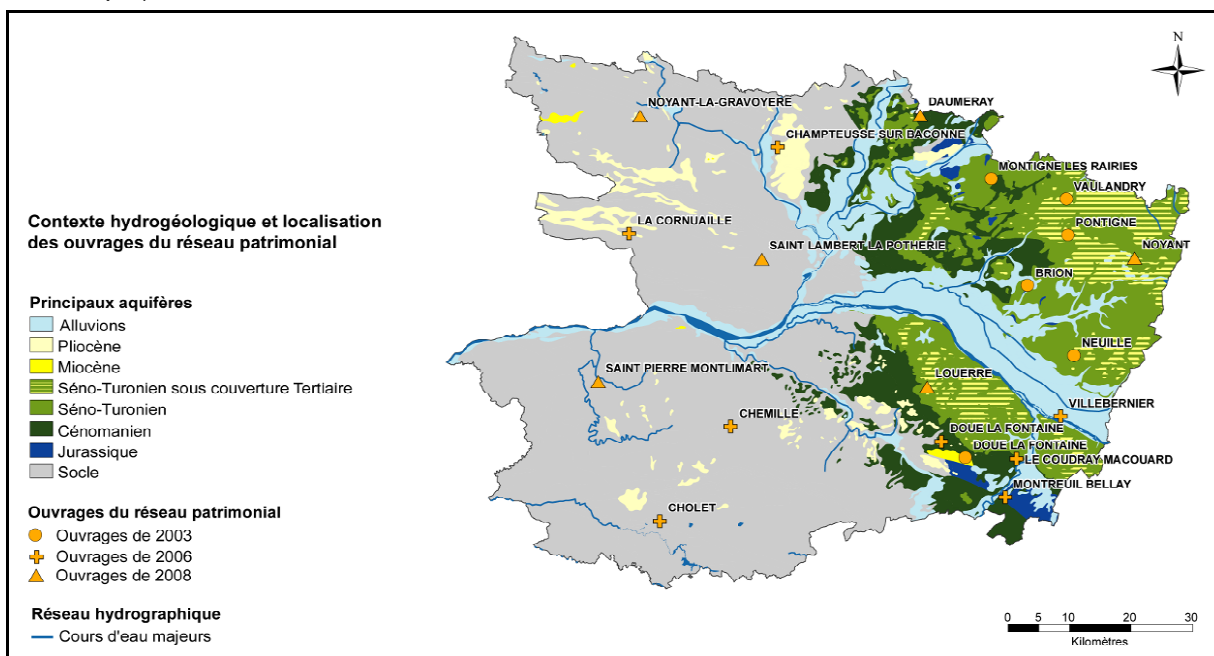 Contexte hydrogéologique et localisation
des ouvrages du réseau patrimonial
Principaux aquifères
Alluvions
Pliocène
Miocène
Séno-Turonien sous couverture Tertiaire
Séno-Turonien
Cénomanien
Jurassique
Socle
Ouvrages du réseau patrimonial
Ouvrages de 2003
Ouvrages de 2006
Ouvrages de 2008
Réseau hydrographique
Cours d'eau majeurs
N
NOYANT-LA-GRAVOYERE
DAUMERAY
CHAMPTEUSSE SUR BACONNE
MONTIGNE LES RAIRIES
VAULANDRY
LA CORNUAILLE
PONTIGNE
SAINT LAMBERT LA POTHERIE
NOYANT
BRION
NEUILLE
SAINT PIERRE MONTLIMART
LOUERRE
VILLEBERNIER
CHEMILLE
DOUE LA FONTAINE
DOUE LA FONTAINE
LE COUDRAY MACOUARD
MONTREUIL BELLAY
CHOLET
0 5 10 20 30
Kilomètres